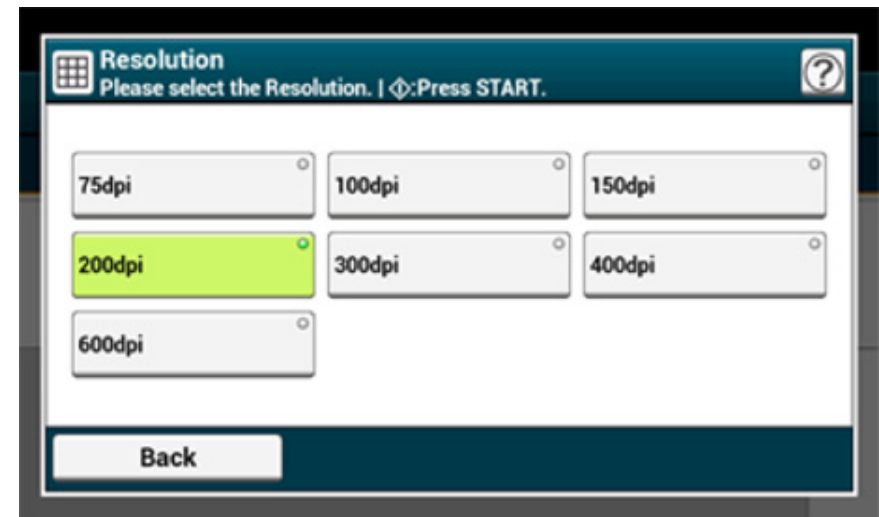 Resolution
Please select the Resolution. | :Press START.
?
75dpi
100dpi
150dpi
200dpi
300dpi
400dpi
600dpi
Back